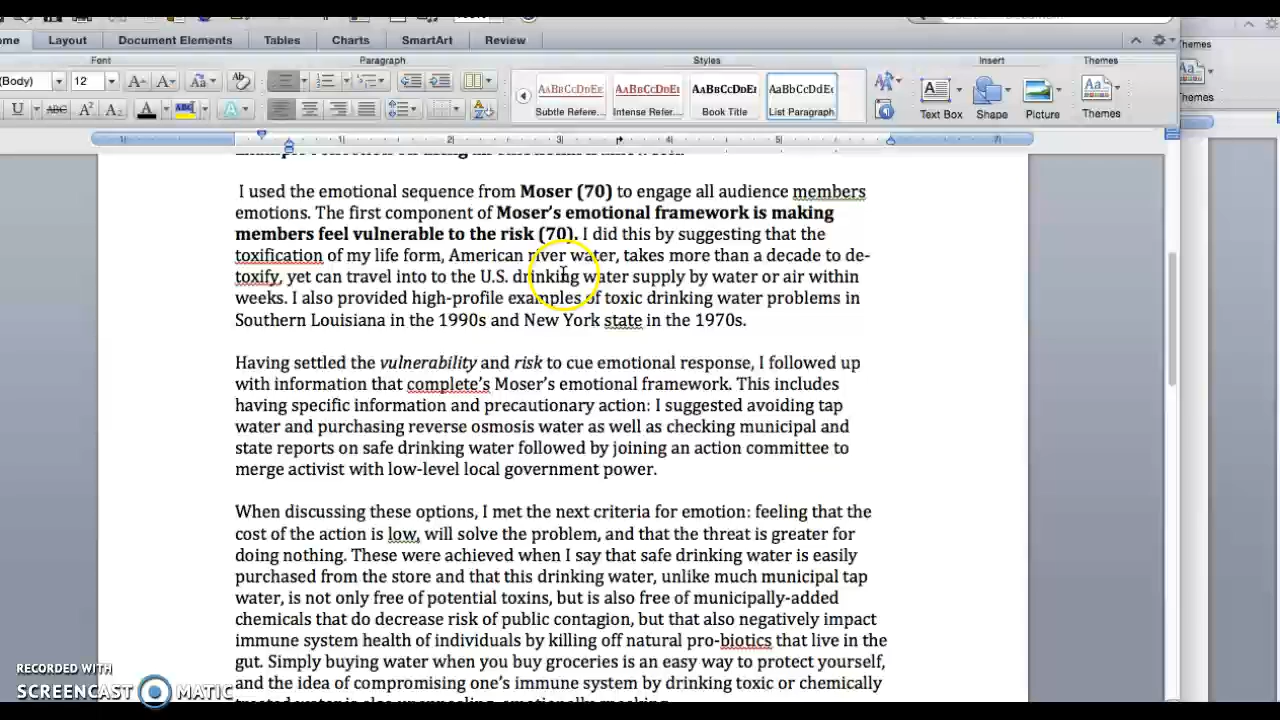 ome Layout Document Elements Tables Charts SmartArt Review
Font Paragraph Styles Insert Themes
(Body) 12
AaBbCcDdEe AaBbCcDdEe AaBbCcDdEe AaBbCcDdEe
Subtle Refere... Intense Refer... Book Title List Paragraph
Text Box Shape Picture Themes
hemes
Themes
I used the emotional sequence from Moser (70) to engage all audience members
emotions. The first component of Moser's emotional framework is making
members feel vulnerable to the risk (70). I did this by suggesting that the
toxification of my life form, American river water, takes more than a decade to de-
toxify, yet can travel into to the U.S. drinking water supply by water or air within
weeks. I also provided high-profile examples of toxic drinking water problems in
Southern Louisiana in the 1990s and New York state in the 1970s.
Having settled the vulnerability and risk to cue emotional response, I followed up
with information that complete's Moser's emotional framework. This includes
having specific information and precautionary action: I suggested avoiding tap
water and purchasing reverse osmosis water as well as checking municipal and
state reports on safe drinking water followed by joining an action committee to
merge activist with low-level local government power.
When discussing these options, I met the next criteria for emotion: feeling that the
cost of the action is low, will solve the problem, and that the threat is greater for
doing nothing. These were achieved when I say that safe drinking water is easily
purchased from the store and that this drinking water, unlike much municipal tap
water, is not only free of potential toxins, but is also free of municipally-added
chemicals that do decrease risk of public contagion, but that also negatively impact
immune system health of individuals by killing off natural pro-biotics that live in the
gut. Simply buying water when you buy groceries is an easy way to protect yourself,
and the idea of compromising one's immune system by drinking toxic or chemically
RECORDED WITH
SCREENCAST MATIC